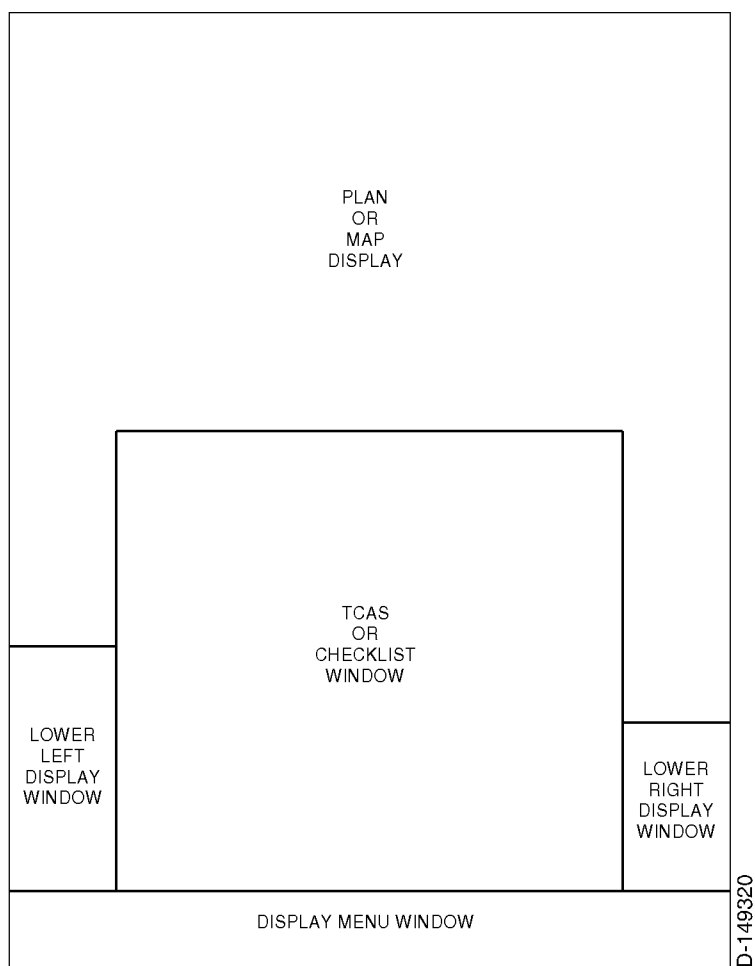 PLAN
OR
MAP
DISPLAY
TCAS
OR
CHECKLIST
WINDOW
LOWER
LEFT
DISPLAY
WINDOW
LOWER
RIGHT
DISPLAY
WINDOW
DISPLAY MENU WINDOW
D-149320